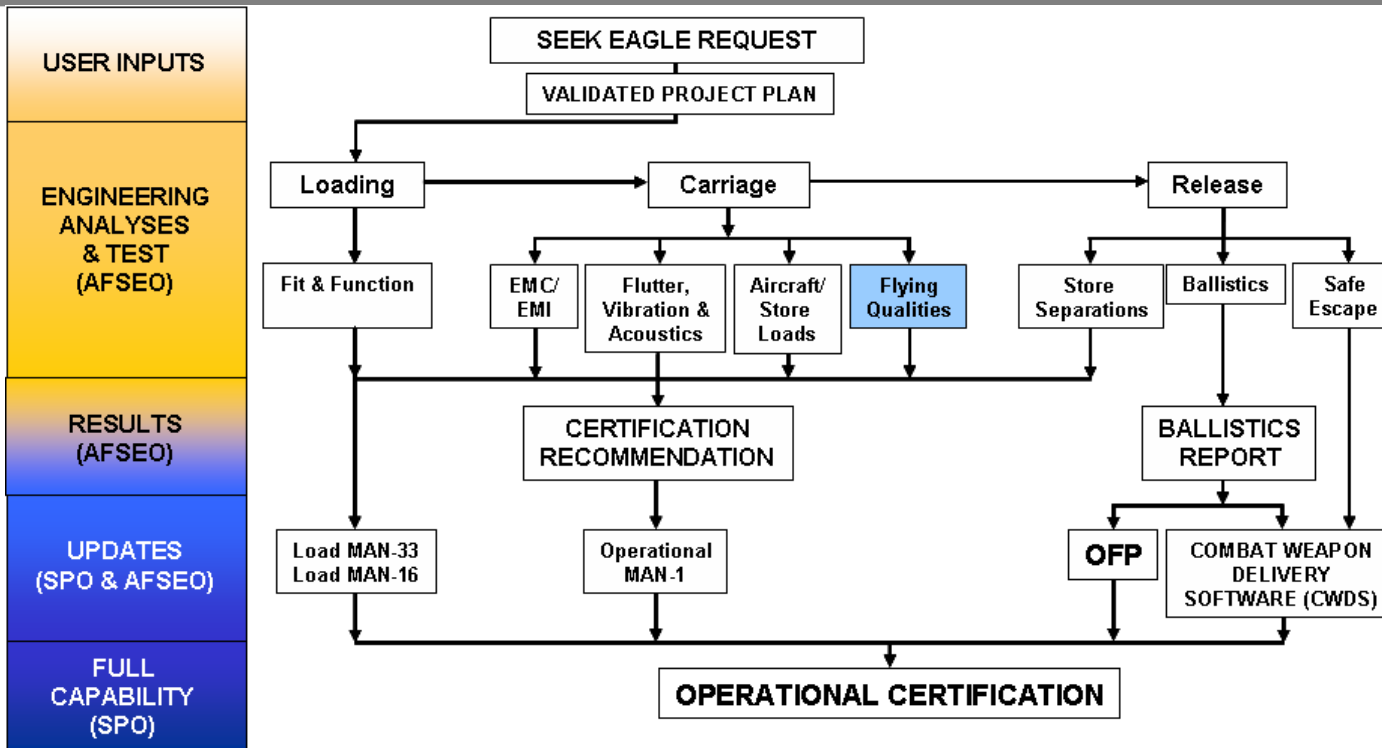 USER INPUTS
SEEK EAGLE REQUEST
VALIDATED PROJECT PLAN
ENGINEERING
ANALYSES
& TEST
(AFSEO)
Loading
Carriage
Release
Fit & Function
EMC/
EMI
Flutter,
Vibration &
Acoustics
Aircraft/
Store
Loads
Flying
Qualities
Store
Separations
Ballistics
Safe
Escape
RESULTS
(AFSEO)
CERTIFICATION
RECOMMENDATION
BALLISTICS
REPORT
UPDATES
(SPO & AFSEO)
Load MAN-33
Load MAN-16
Operational
MAN-1
OFP
COMBAT WEAPON
DELIVERY
SOFTWARE (CWDS)
FULL
CAPABILITY
(SPO)
OPERATIONAL CERTIFICATION